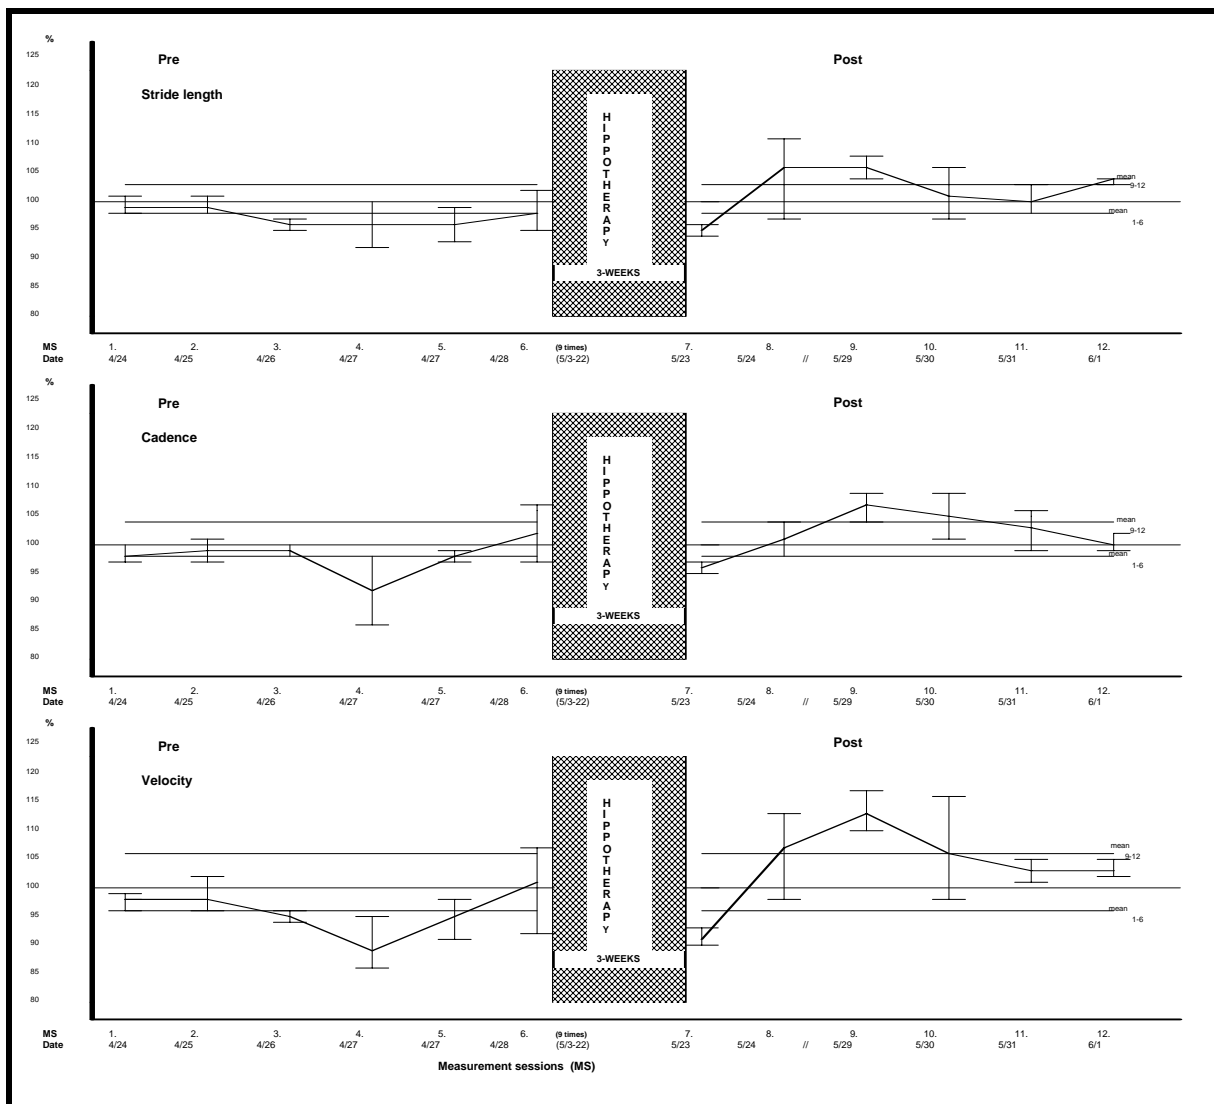 %
125
Pre
Post
120
Stride length
115
110
105
100
95
90
85
80
HIPPOTHERAPY
3-WEEKS
mean
9-12
mean
1-6
MS 1. 2. 3. 4. 5. 6. (9 times) 7. 8. 9. 10. 11. 12.
Date 4/24 4/25 4/26 4/27 4/27 4/28 (5/3-22) 5/23 5/24 // 5/29 5/30 5/31 6/1
%
125
Pre
Post
120
Cadence
115
110
105
100
95
90
85
80
HIPPOTHERAPY
3-WEEKS
mean
9-12
mean
1-6
MS 1. 2. 3. 4. 5. 6. (9 times) 7. 8. 9. 10. 11. 12.
Date 4/24 4/25 4/26 4/27 4/27 4/28 (5/3-22) 5/23 5/24 // 5/29 5/30 5/31 6/1
%
125
Pre
Post
120
Velocity
115
110
105
100
95
90
85
80
HIPPOTHERAPY
3-WEEKS
mean
9-12
mean
1-6
MS 1. 2. 3. 4. 5. 6. (9 times) 7. 8. 9. 10. 11. 12.
Date 4/24 4/25 4/26 4/27 4/27 4/28 (5/3-22) 5/23 5/24 // 5/29 5/30 5/31 6/1
Measurement sessions (MS)